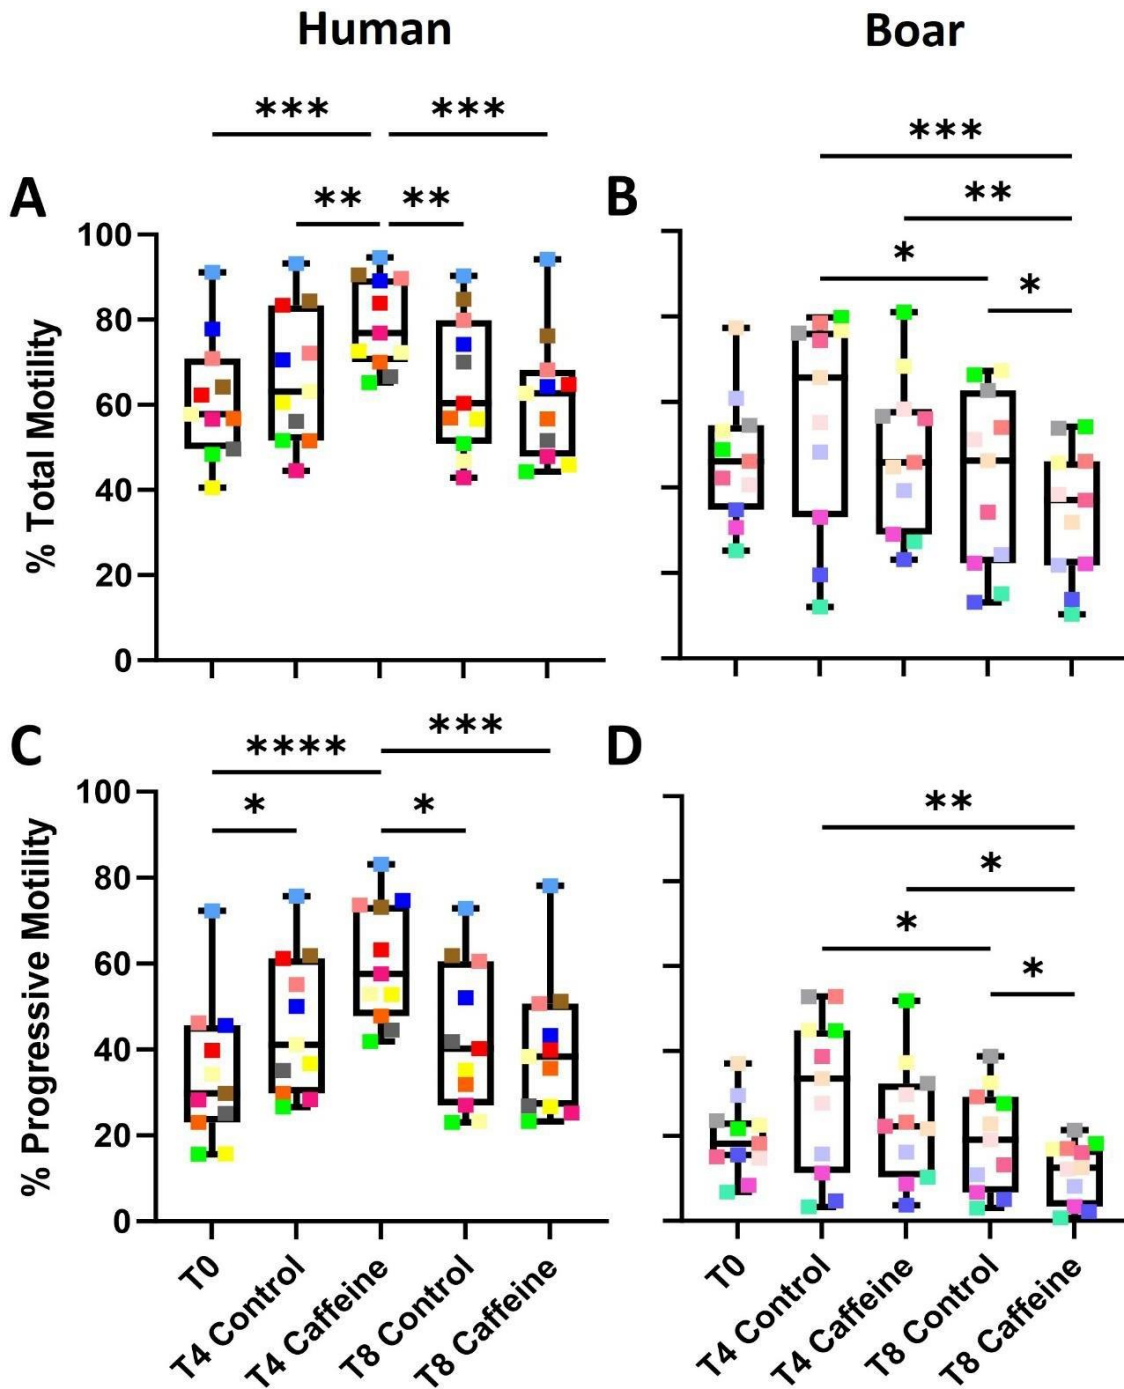 Human Boar
*** ***
***
**
A ** ** B
*
*
% Total Motility
100
80
60
40
20
0
C *** D
****
* *
**
*
*
*
% Progressive Motility
100
80
60
40
20
0
T0
T4 Control
T4 Caffeine
T8 Control
T8 Caffeine
T0
T4 Control
T4 Caffeine
T8 Control
T8 Caffeine